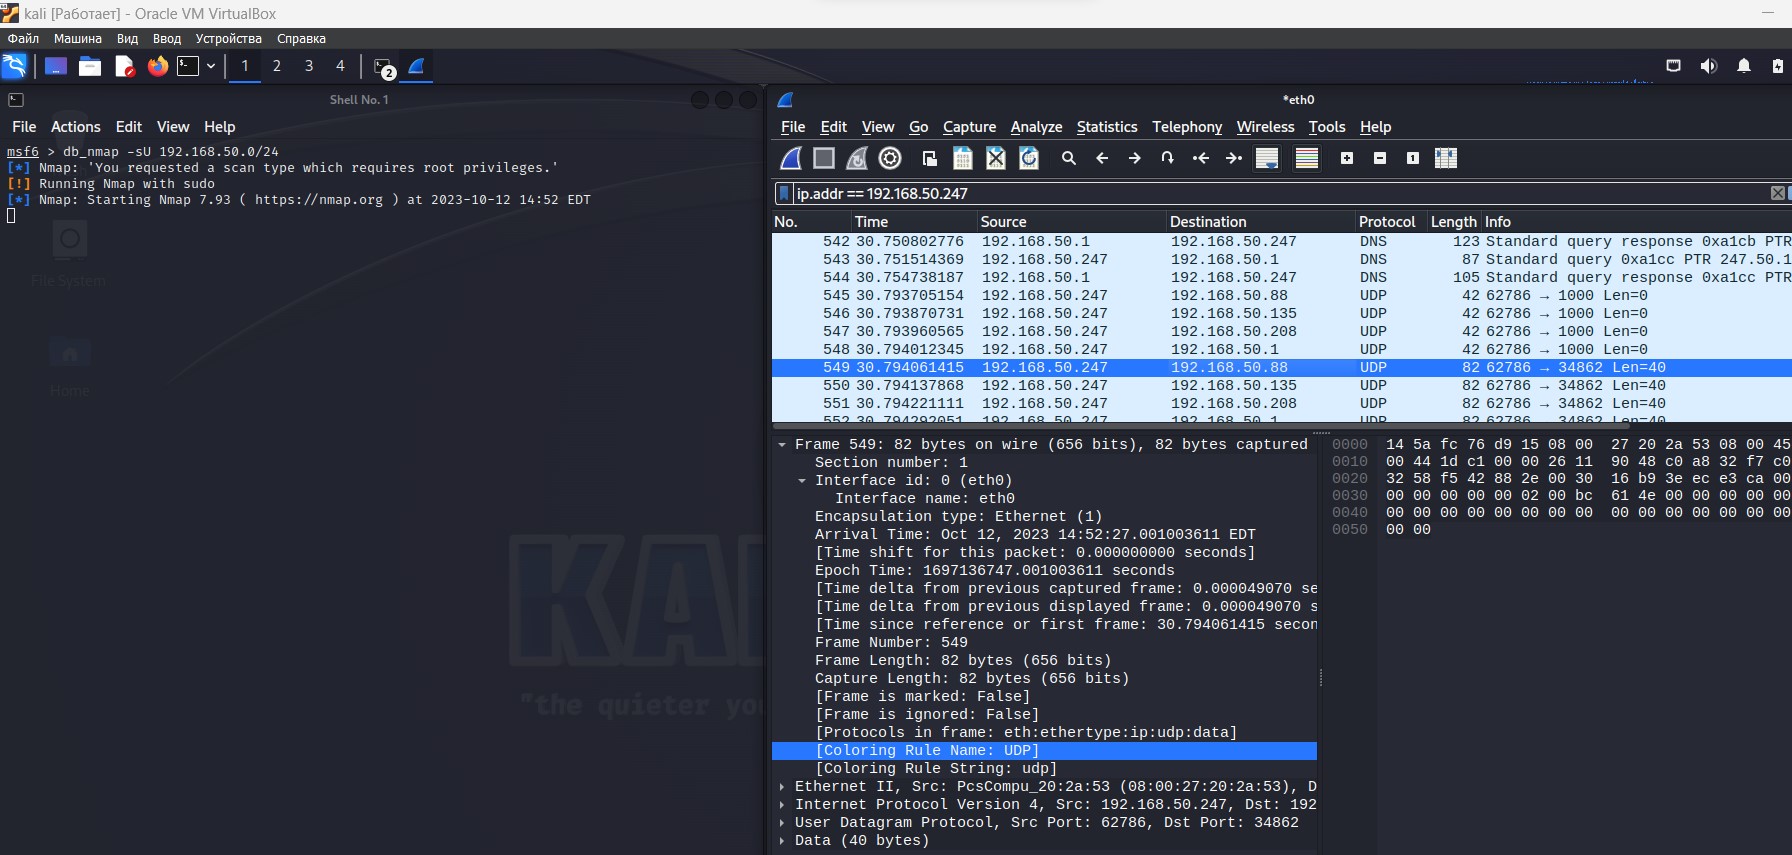 kali [Работает] - Oracle VM VirtualBox
Файл Машина Вид Ввод Устройства Справка
1 2 3 4 2
Shell No. 1
File Actions Edit View Help
msf6 > db_nmap -sU 192.168.50.0/24
[*] Nmap: 'You requested a scan type which requires root privileges.'
[!] Running Nmap with sudo
[*] Nmap: Starting Nmap 7.93 ( https://nmap.org ) at 2023-10-12 14:52 EDT
File System
Home
KAL
"the quieter you
*eth0
File Edit View Go Capture Analyze Statistics Telephony Wireless Tools Help
ip.addr == 192.168.50.247
No. Time Source Destination Protocol Length Info
542 30.750802776 192.168.50.1 192.168.50.247 DNS 123 Standard query response 0xa1cb PTR
543 30.751514369 192.168.50.247 192.168.50.1 DNS 87 Standard query 0xa1cc PTR 247.50.1
544 30.754738187 192.168.50.1 192.168.50.247 DNS 105 Standard query response 0xa1cc PTR
545 30.793705154 192.168.50.247 192.168.50.88 UDP 42 62786 → 1000 Len=0
546 30.793870731 192.168.50.247 192.168.50.135 UDP 42 62786 → 1000 Len=0
547 30.793960565 192.168.50.247 192.168.50.208 UDP 42 62786 → 1000 Len=0
548 30.794012345 192.168.50.247 192.168.50.1 UDP 42 62786 → 1000 Len=0
549 30.794061415 192.168.50.247 192.168.50.88 UDP 82 62786 → 34862 Len=40
550 30.794137868 192.168.50.247 192.168.50.135 UDP 82 62786 → 34862 Len=40
551 30.794221111 192.168.50.247 192.168.50.208 UDP 82 62786 → 34862 Len=40
552 30.794292051 192.168.50.247 192.168.50.1 UDP 82 62786 → 34862 Len=40
Frame 549: 82 bytes on wire (656 bits), 82 bytes captured
Section number: 1
Interface id: 0 (eth0)
Interface name: eth0
Encapsulation type: Ethernet (1)
Arrival Time: Oct 12, 2023 14:52:27.001003611 EDT
[Time shift for this packet: 0.000000000 seconds]
Epoch Time: 1697136747.001003611 seconds
[Time delta from previous captured frame: 0.000049070 se
[Time delta from previous displayed frame: 0.000049070 s
[Time since reference or first frame: 30.794061415 secon
Frame Number: 549
Frame Length: 82 bytes (656 bits)
Capture Length: 82 bytes (656 bits)
[Frame is marked: False]
[Frame is ignored: False]
[Protocols in frame: eth:ethertype:ip:udp:data]
[Coloring Rule Name: UDP]
[Coloring Rule String: udp]
Ethernet II, Src: PcsCompu_20:2a:53 (08:00:27:20:2a:53), D
Internet Protocol Version 4, Src: 192.168.50.247, Dst: 192
User Datagram Protocol, Src Port: 62786, Dst Port: 34862
Data (40 bytes)
0000 14 5a fc 76 d9 15 08 00 27 20 2a 53 08 00 45
0010 00 44 1d c1 00 00 26 11 90 48 c0 a8 32 f7 c0
0020 32 58 f5 42 88 2e 00 30 16 b9 3e ec e3 ca 00
0030 00 00 00 00 00 02 00 bc 61 4e 00 00 00 00 00
0040 00 00 00 00 00 00 00 00 00 00 00 00 00 00 00
0050 00 00